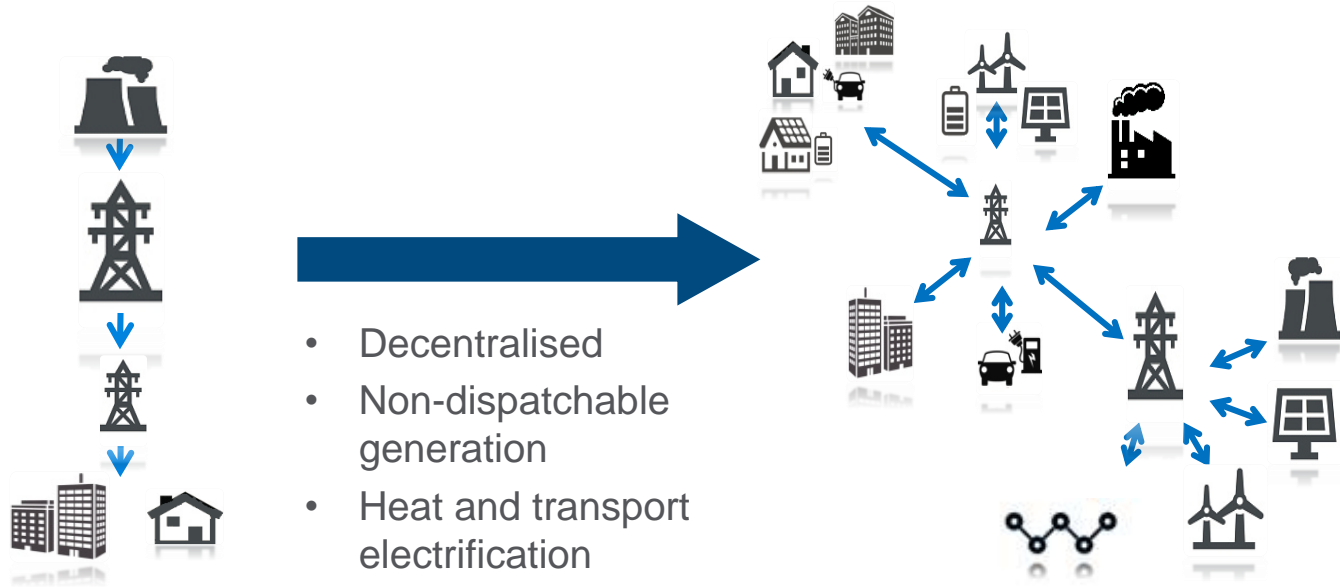 • Decentralised
• Non-dispatchable
generation
• Heat and transport
electrification